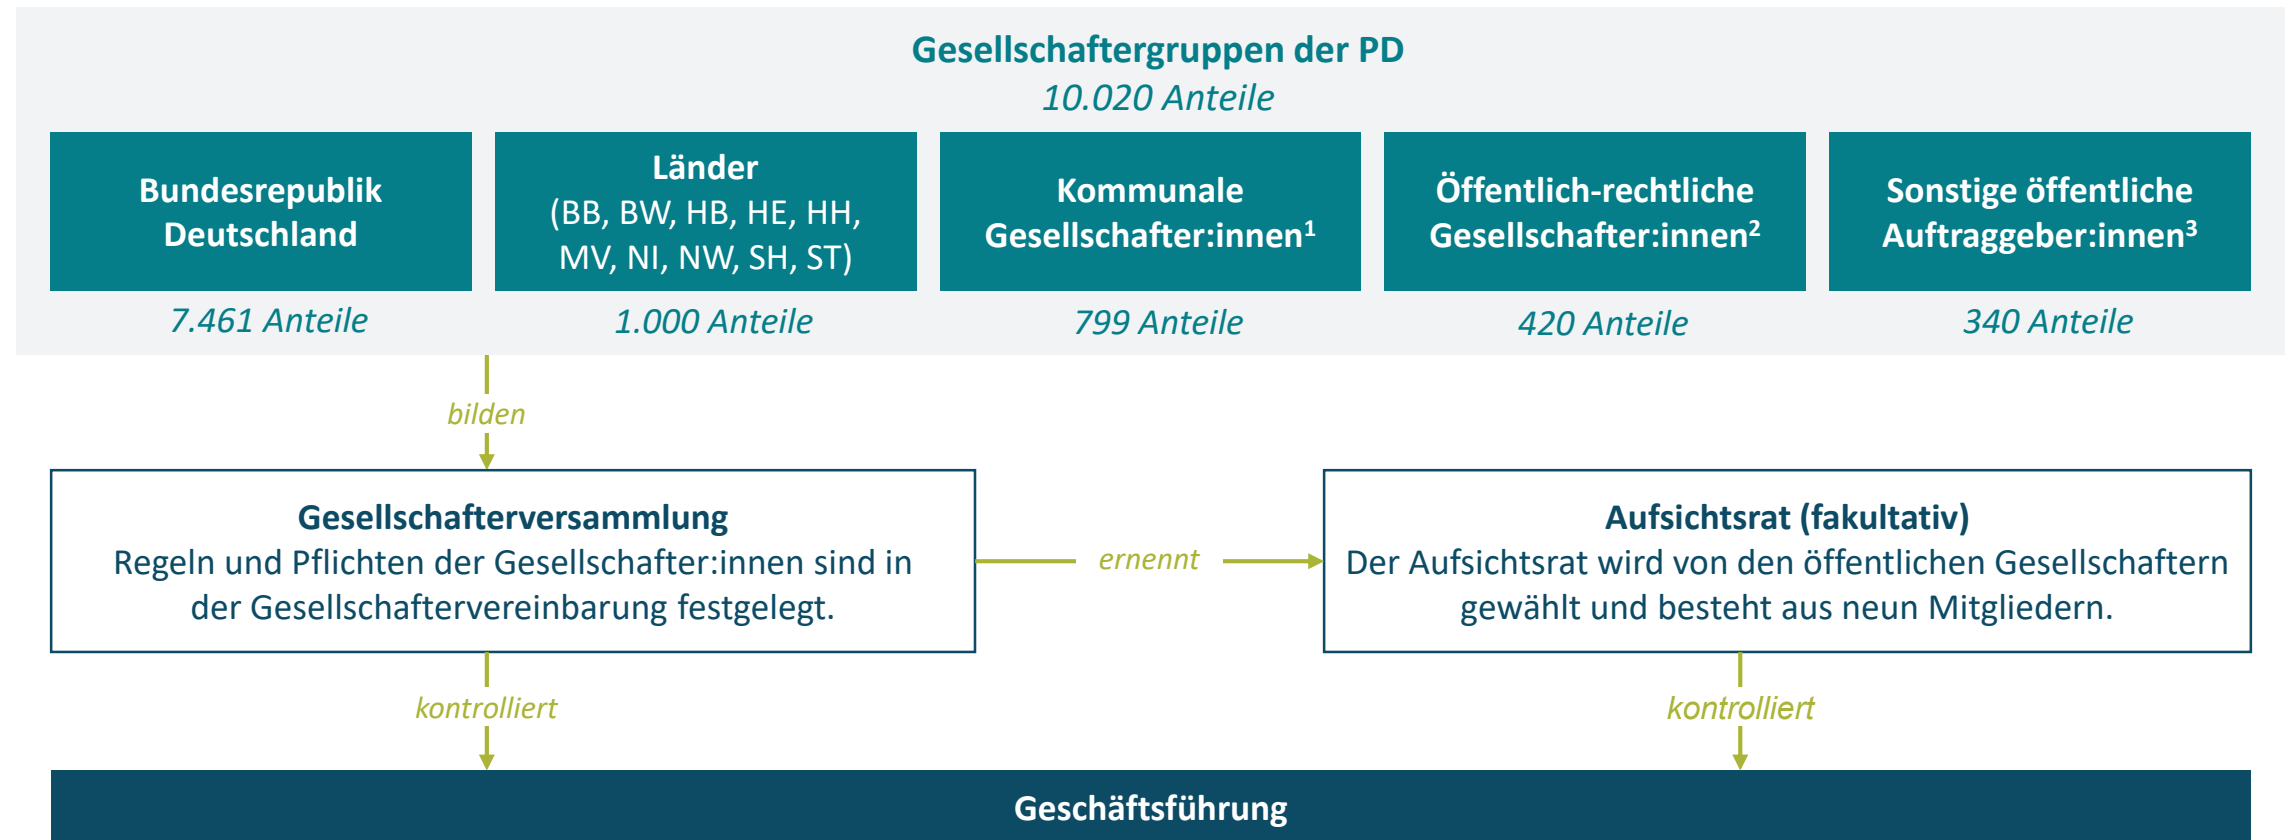 Gesellschaftergruppen der PD
10.020 Anteile
Bundesrepublik
Deutschland
7.461 Anteile
Länder
(BB, BW, HB, HE, HH,
MV, NI, NW, SH, ST)
1.000 Anteile
Kommunale
Gesellschafter:innen¹
799 Anteile
Öffentlich-rechtliche
Gesellschafter:innen²
420 Anteile
Sonstige öffentliche
Auftraggeber:innen³
340 Anteile
bilden
Gesellschafterversammlung
Regeln und Pflichten der Gesellschafter:innen sind in
der Gesellschaftervereinbarung festgelegt.
ernennt
Aufsichtsrat (fakultativ)
Der Aufsichtsrat wird von den öffentlichen Gesellschaftern
gewählt und besteht aus neun Mitgliedern.
kontrolliert
kontrolliert
Geschäftsführung